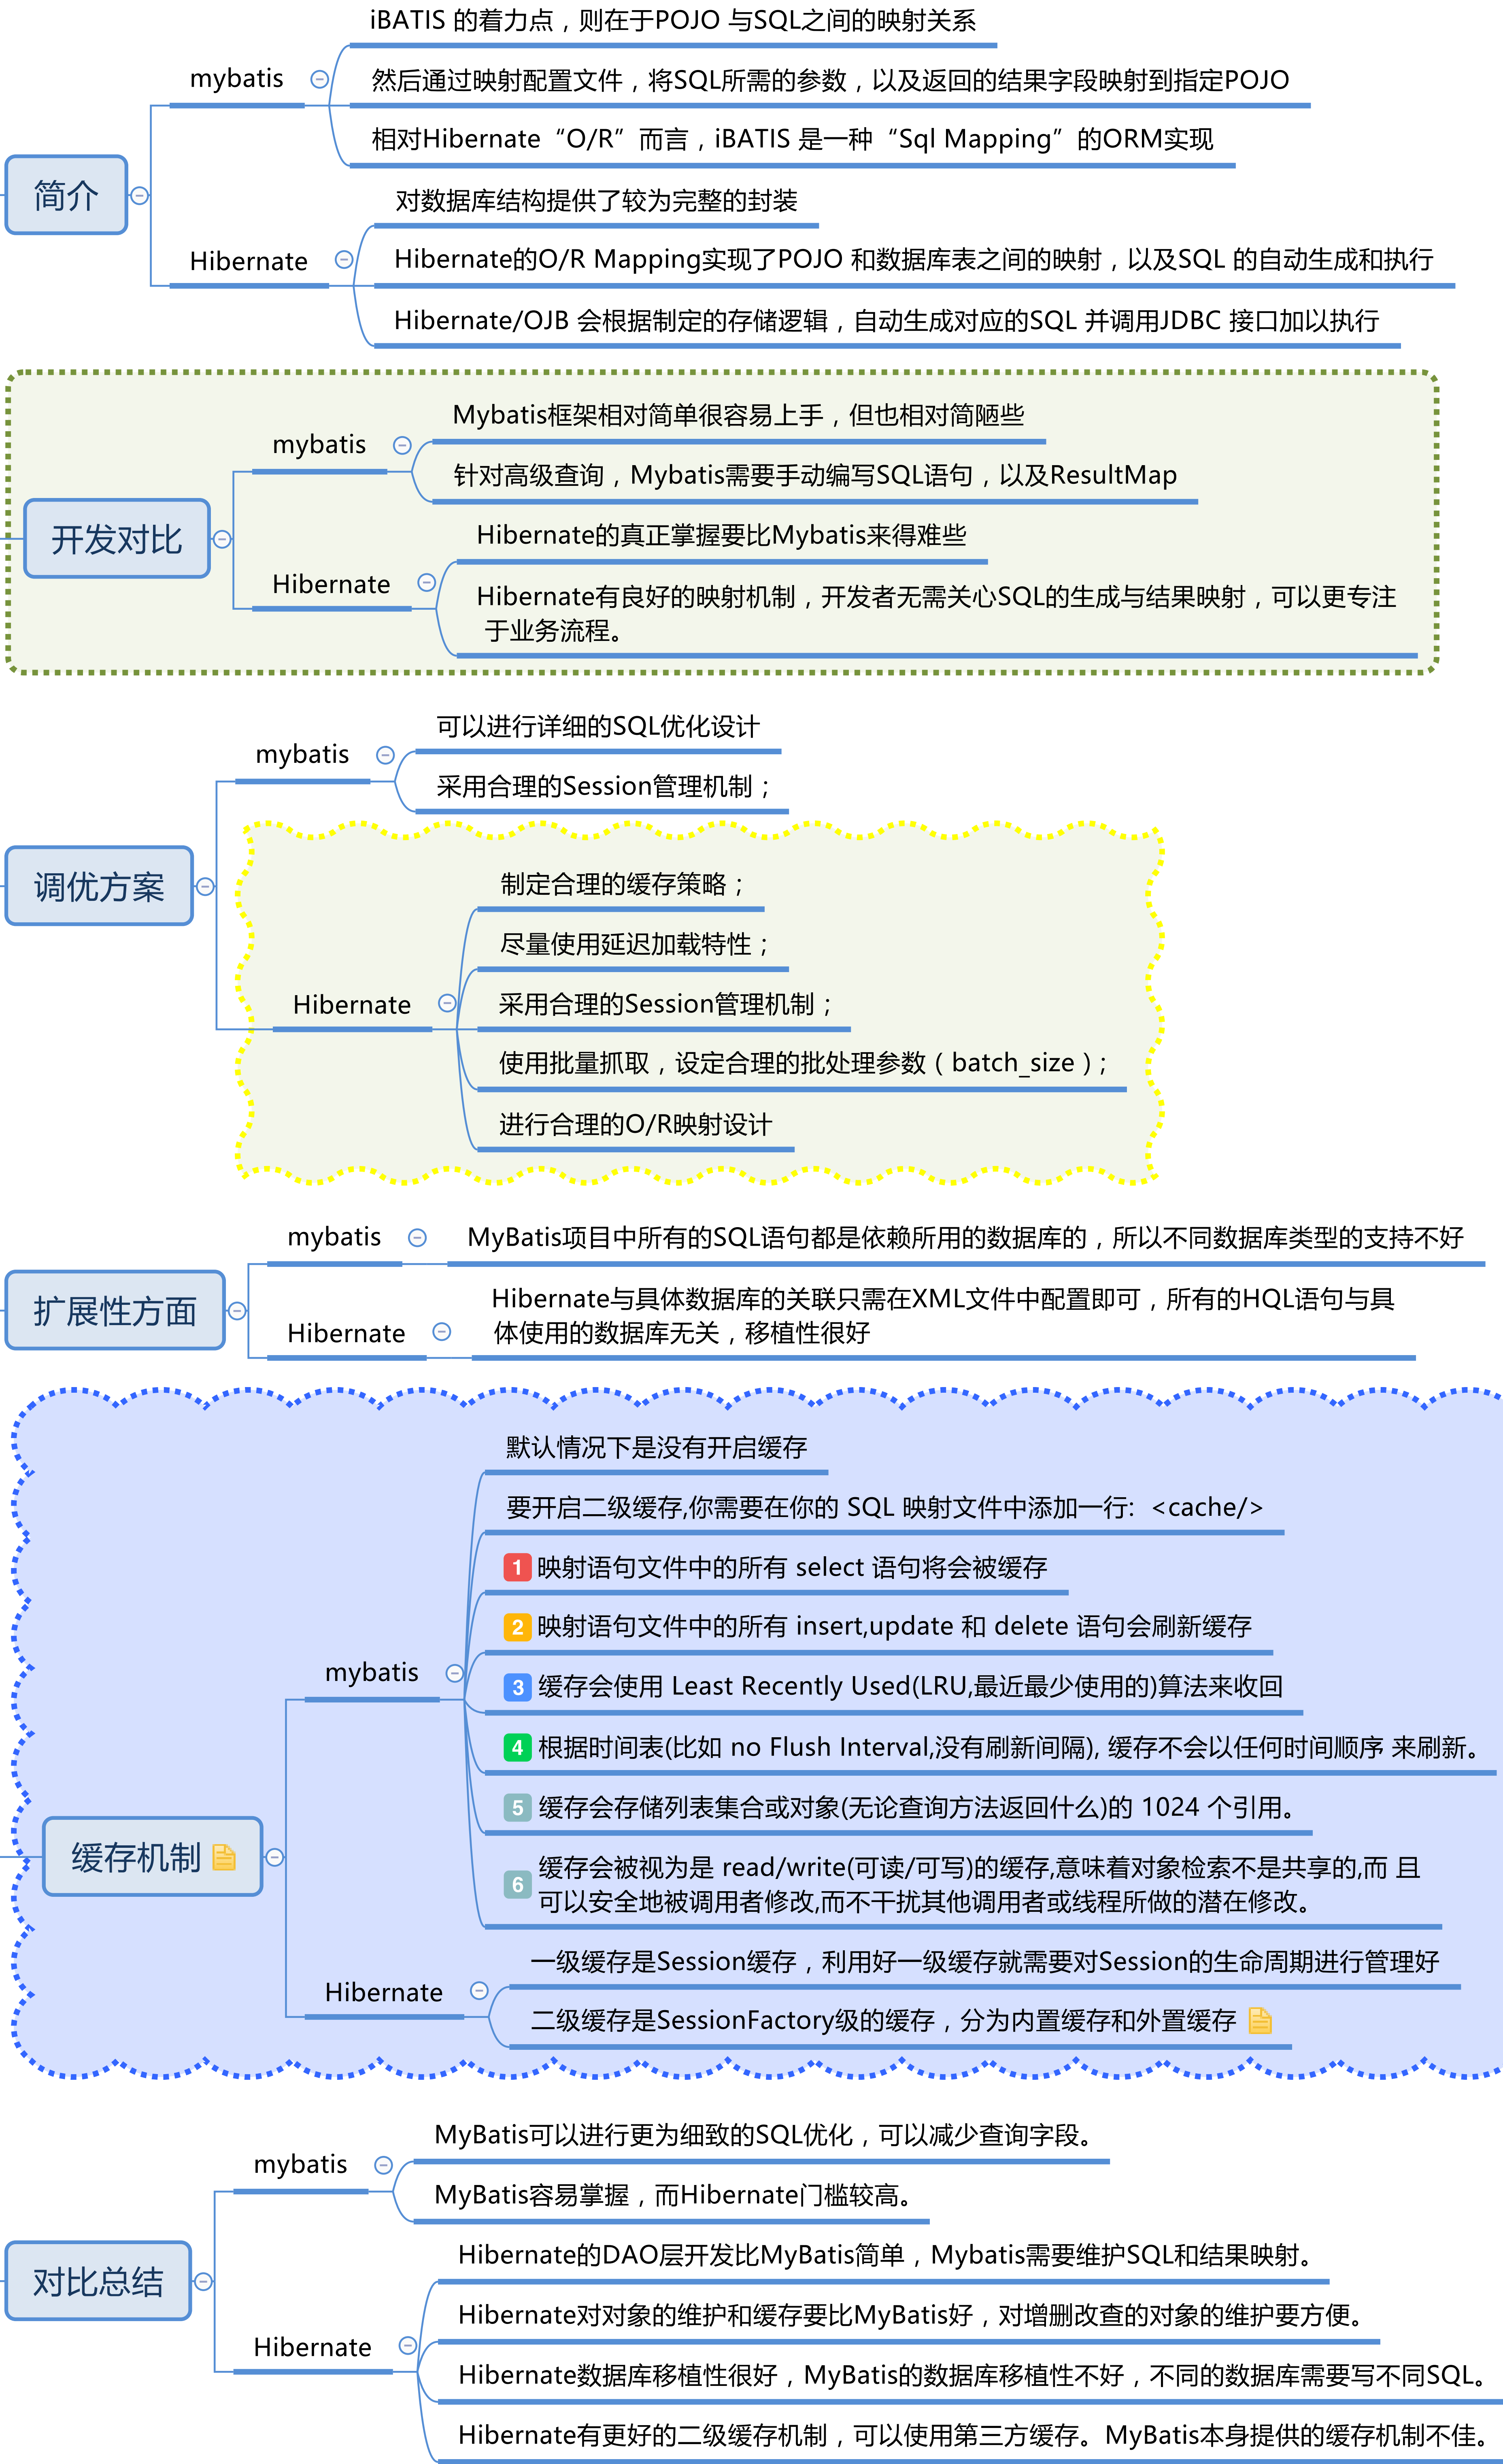 简介
mybatis
iBATIS 的着力点，则在于POJO 与SQL之间的映射关系
然后通过映射配置文件，将SQL所需的参数，以及返回的结果字段映射到指定POJO
相对Hibernate“O/R”而言，iBATIS 是一种“Sql Mapping”的ORM实现
Hibernate
对数据库结构提供了较为完整的封装
Hibernate的O/R Mapping实现了POJO 和数据库表之间的映射，以及SQL 的自动生成和执行
Hibernate/OJB 会根据制定的存储逻辑，自动生成对应的SQL 并调用JDBC 接口加以执行
开发对比
mybatis
Mybatis框架相对简单很容易上手，但也相对简陋些
针对高级查询，Mybatis需要手动编写SQL语句，以及ResultMap
Hibernate
Hibernate的真正掌握要比Mybatis来得难些
Hibernate有良好的映射机制，开发者无需关心SQL的生成与结果映射，可以更专注
于业务流程。
调优方案
mybatis
可以进行详细的SQL优化设计
采用合理的Session管理机制；
Hibernate
制定合理的缓存策略；
尽量使用延迟加载特性；
采用合理的Session管理机制；
使用批量抓取，设定合理的批处理参数（batch_size）;
进行合理的O/R映射设计
扩展性方面
mybatis
MyBatis项目中所有的SQL语句都是依赖所用的数据库的，所以不同数据库类型的支持不好
Hibernate
Hibernate与具体数据库的关联只需在XML文件中配置即可，所有的HQL语句与具
体使用的数据库无关，移植性很好
缓存机制
mybatis
默认情况下是没有开启缓存
要开启二级缓存,你需要在你的 SQL 映射文件中添加一行: <cache/>
1 映射语句文件中的所有 select 语句将会被缓存
2 映射语句文件中的所有 insert,update 和 delete 语句会刷新缓存
3 缓存会使用 Least Recently Used(LRU,最近最少使用的)算法来收回
4 根据时间表(比如 no Flush Interval,没有刷新间隔), 缓存不会以任何时间顺序 来刷新。
5 缓存会存储列表集合或对象(无论查询方法返回什么)的 1024 个引用。
6 缓存会被视为是 read/write(可读/可写)的缓存,意味着对象检索不是共享的,而 且
可以安全地被调用者修改,而不干扰其他调用者或线程所做的潜在修改。
Hibernate
一级缓存是Session缓存，利用好一级缓存就需要对Session的生命周期进行管理好
二级缓存是SessionFactory级的缓存，分为内置缓存和外置缓存
对比总结
mybatis
MyBatis可以进行更为细致的SQL优化，可以减少查询字段。
MyBatis容易掌握，而Hibernate门槛较高。
Hibernate
Hibernate的DAO层开发比MyBatis简单，Mybatis需要维护SQL和结果映射。
Hibernate对对象的维护和缓存要比MyBatis好，对增删改查的对象的维护要方便。
Hibernate数据库移植性很好，MyBatis的数据库移植性不好，不同的数据库需要写不同SQL。
Hibernate有更好的二级缓存机制，可以使用第三方缓存。MyBatis本身提供的缓存机制不佳。